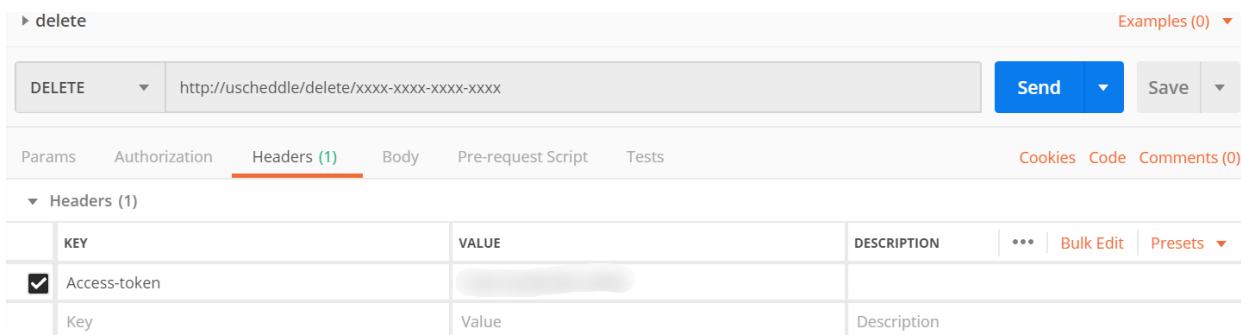 delete Examples (0)
DELETE http://uscheddle/delete/xxxx-xxxx-xxxx-xxxx Send Save
Params Authorization Headers (1) Body Pre-request Script Tests Cookies Code Comments (0)
Headers (1)
KEY VALUE DESCRIPTION ••• Bulk Edit Presets
Access-token
Key Value Description